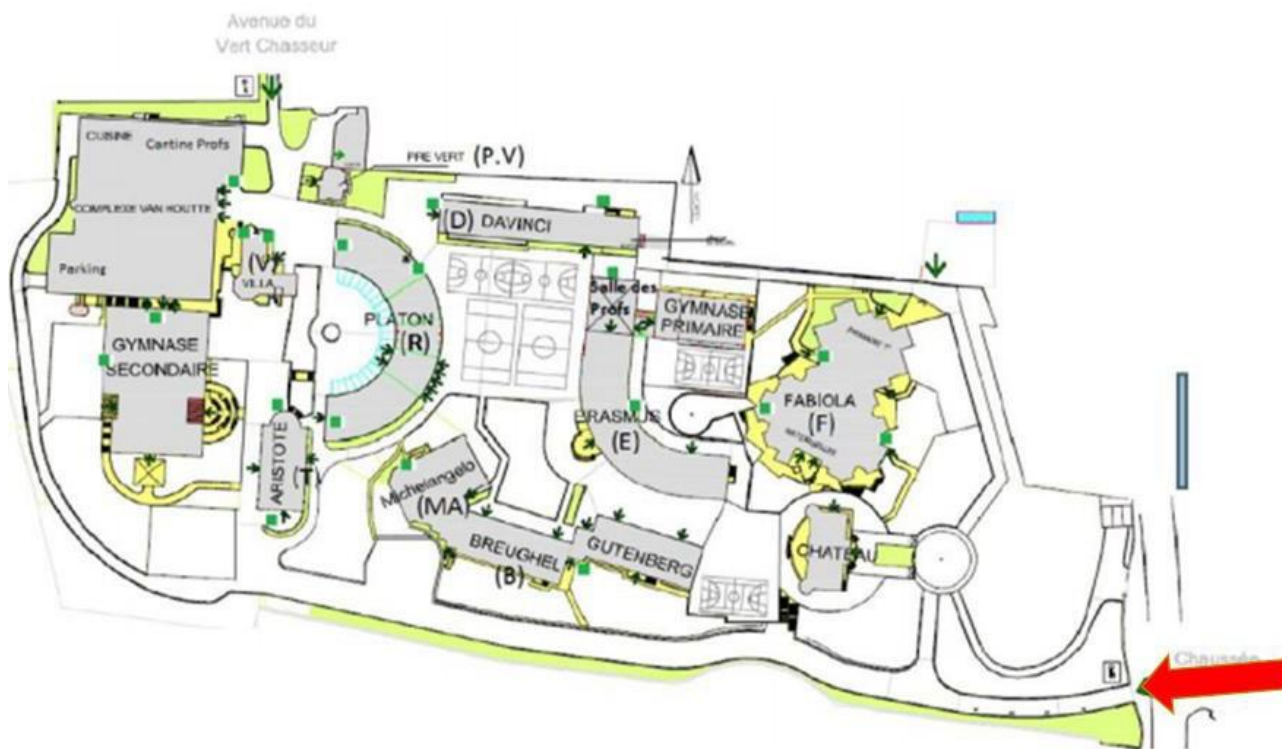 Avenue du
Vert Chasseur
CUISINE
Cantine Profs
PRE VERT (P.V)
COMPLEXE VAN HOUTTE
(D) DAVINCI
(V)
VILLA
Parking
Salle des
Profs
GYMNASE
PRIMAIRE
PLATON
(R)
GYMNASE
SECONDAIRE
FABIOLA
(F)
ERASMUS
(E)
ARISTOTE
Michelangelo
(MA)
BREUGHEL
(B)
GUTENBERG
CHATEAU
Chaussée